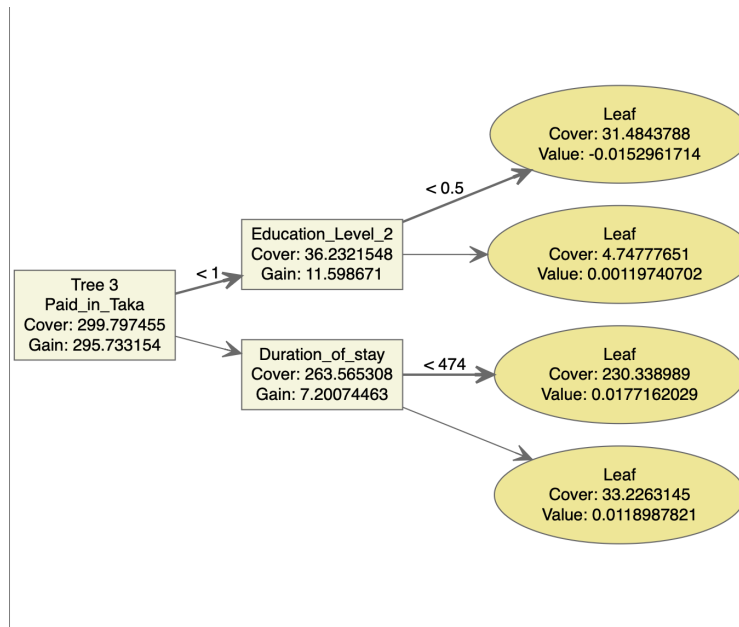 Tree 3
Paid_in_Taka
Cover: 299.797455
Gain: 295.733154
< 1
Education_Level_2
Cover: 36.2321548
Gain: 11.598671
Duration_of_stay
Cover: 263.565308
Gain: 7.20074463
< 0.5
< 474
Leaf
Cover: 31.4843788
Value: -0.0152961714
Leaf
Cover: 4.74777651
Value: 0.00119740702
Leaf
Cover: 230.338989
Value: 0.0177162029
Leaf
Cover: 33.2263145
Value: 0.0118987821